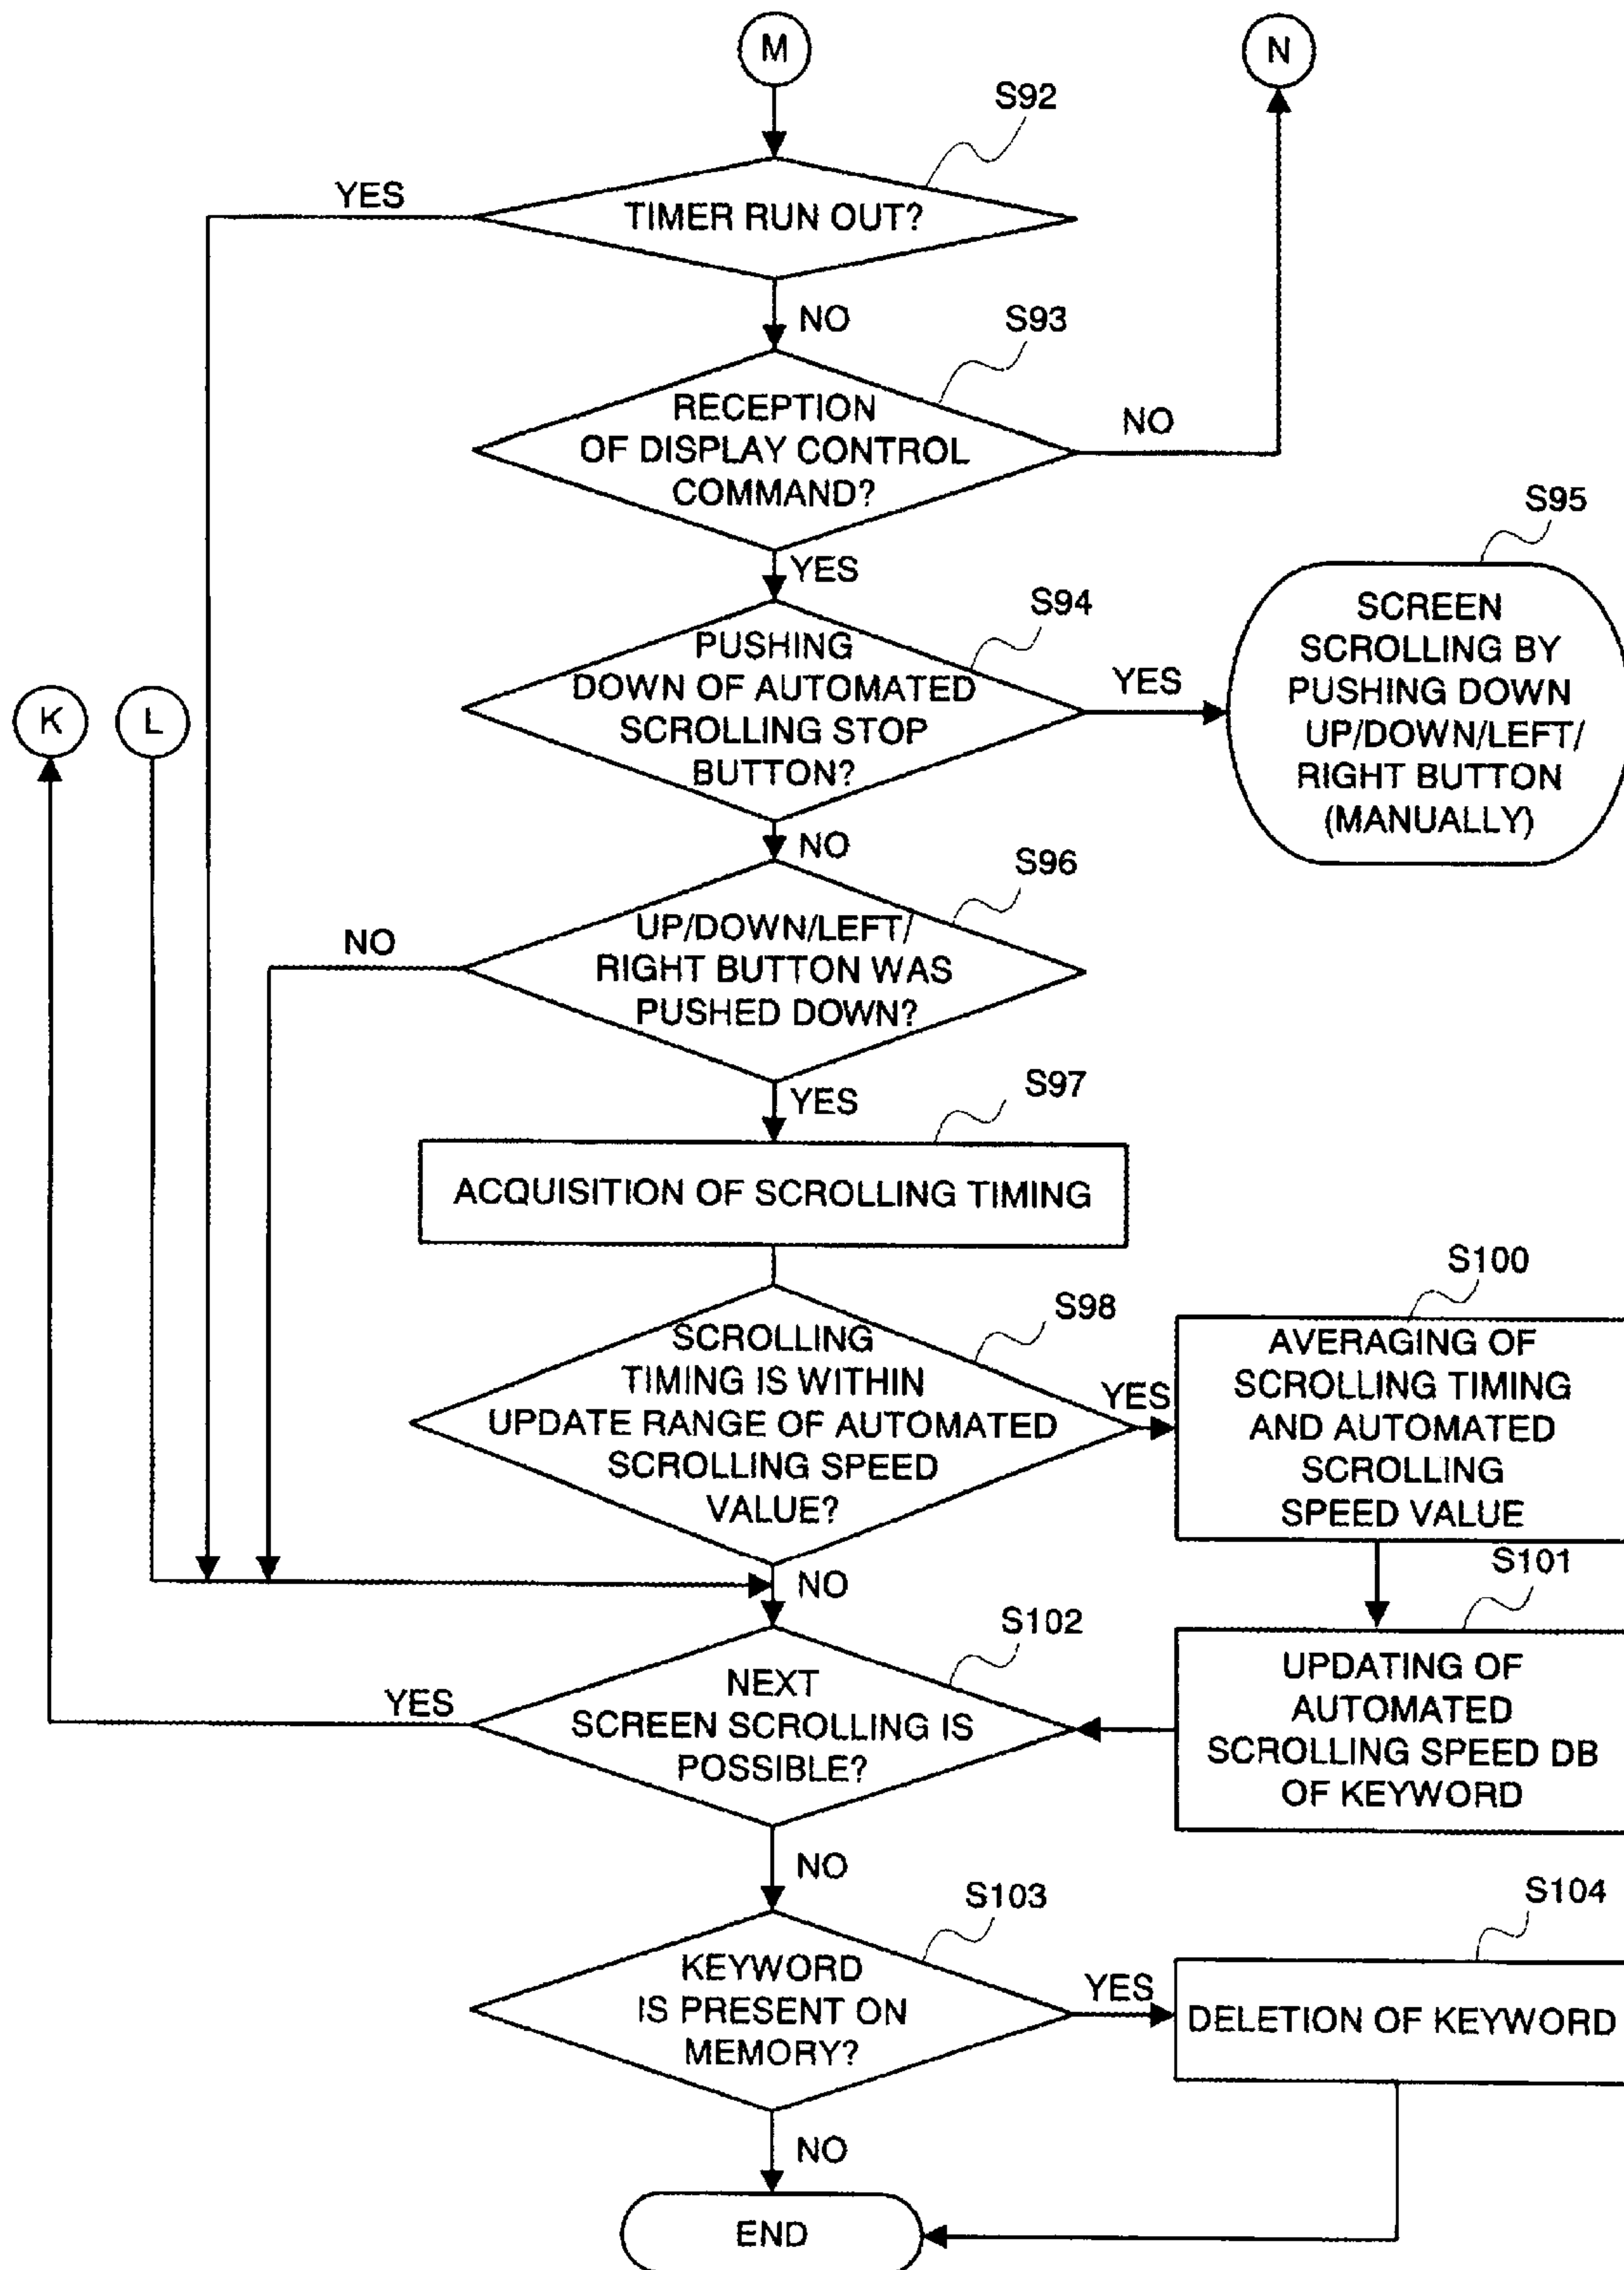 M
N
S92
YES
TIMER RUN OUT?
NO
S93
RECEPTION
OF DISPLAY CONTROL
COMMAND?
NO
YES
S95
SCREEN
SCROLLING BY
PUSHING DOWN
UP/DOWN/LEFT/
RIGHT BUTTON
(MANUALLY)
S94
PUSHING
DOWN OF AUTOMATED
SCROLLING STOP
BUTTON?
YES
K
L
NO
S96
UP/DOWN/LEFT/
RIGHT BUTTON WAS
PUSHED DOWN?
NO
YES
S97
ACQUISITION OF SCROLLING TIMING
S98
SCROLLING
TIMING IS WITHIN
UPDATE RANGE OF AUTOMATED
SCROLLING SPEED
VALUE?
YES
S100
AVERAGING OF
SCROLLING TIMING
AND AUTOMATED
SCROLLING
SPEED VALUE
NO
S101
UPDATING OF
AUTOMATED
SCROLLING SPEED DB
OF KEYWORD
S102
NEXT
SCREEN SCROLLING IS
POSSIBLE?
YES
NO
S103
KEYWORD
IS PRESENT ON
MEMORY?
YES
S104
DELETION OF KEYWORD
NO
END